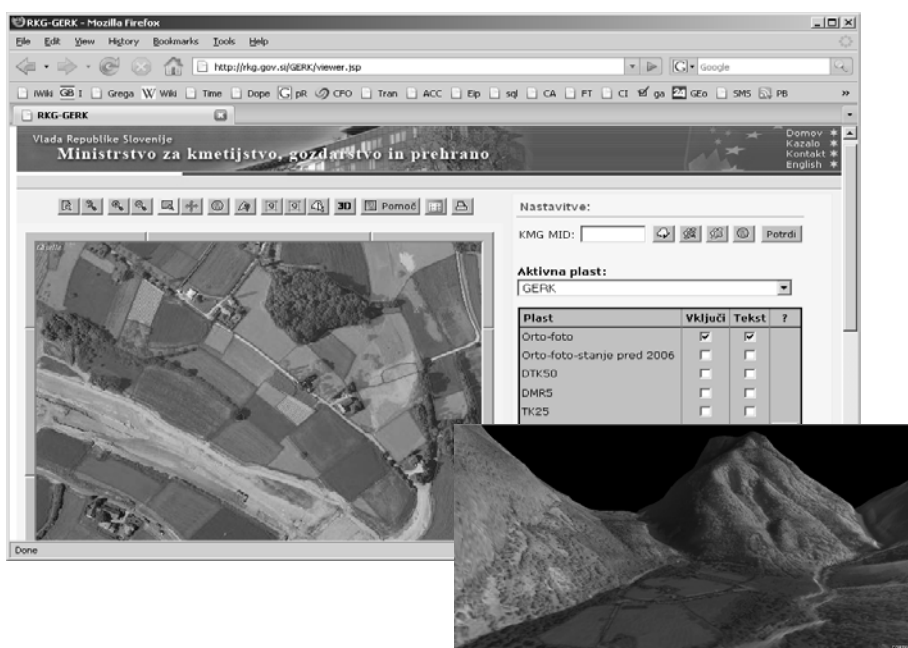 RKG-GERK - Mozilla Firefox
File Edit View History Bookmarks Tools Help
http://rkg.gov.si/GERK/viewer.jsp
Google
iWiki GB I Grega Wiki Time Dope pR CFO Tran ACC Eip sql CA FT CI ga GEo SMS PB »
RKG-GERK
Vlada Republike Slovenije
Ministrstvo za kmetijstvo, gozdarstvo in prehrano
Domov *
Kazalo *
Kontakt *
English *
3D Pomoč
Nastavitve:
KMG MID: Potrdi
Aktivna plast:
GERK
Plast Vključi Tekst ?
Orto-foto
Orto-foto-stanje pred 2006
DTK50
DMR5
TK25
Done